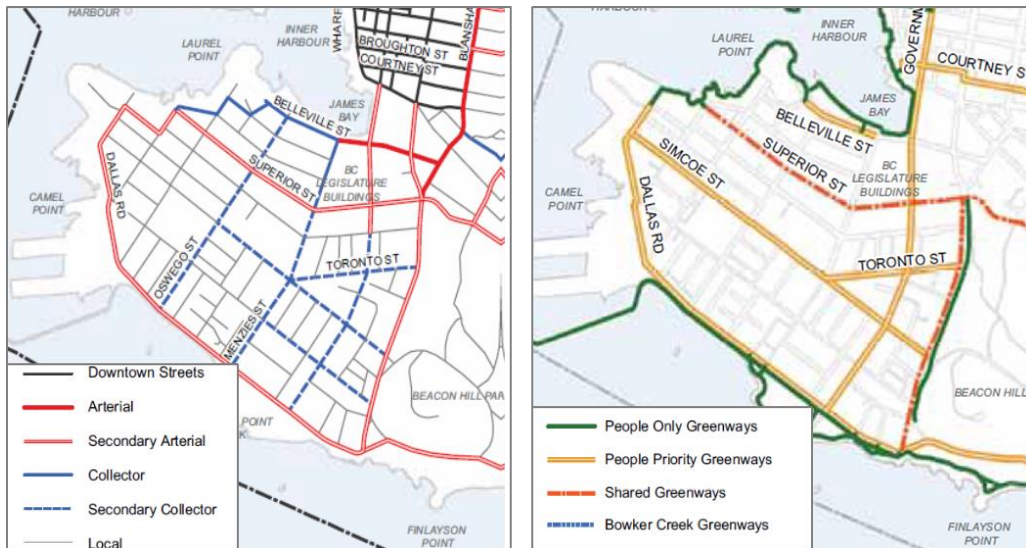 HARBOUR
LAUREL
POINT
INNER
HARBOUR
WHARF
BROUGHTON ST
COURTNEY ST
BLANSHA
JAMES
BAY
BELLEVILLE ST
SUPERIOR ST
BC
LEGISLATURE
BUILDINGS
DALLAS RD
CAMEL
POINT
OSWEGO ST
TORONTO ST
MENZIES ST
BEACON HILL PAR
POINT
K
FINLAYSON
POINT
Downtown Streets
Arterial
Secondary Arterial
Collector
Secondary Collector
Local
HARBOUR
LAUREL
POINT
INNER
HARBOUR
GOVERNM
COURTNEY S
JAMES
BAY
BELLEVILLE ST
SUPERIOR ST
SIMCOE ST
BC
LEGISLATURE
BUILDINGS
DALLAS RD
CAMEL
POINT
TORONTO ST
BEACON HILL
FINLAYSON
POINT
People Only Greenways
People Priority Greenways
Shared Greenways
Bowker Creek Greenways